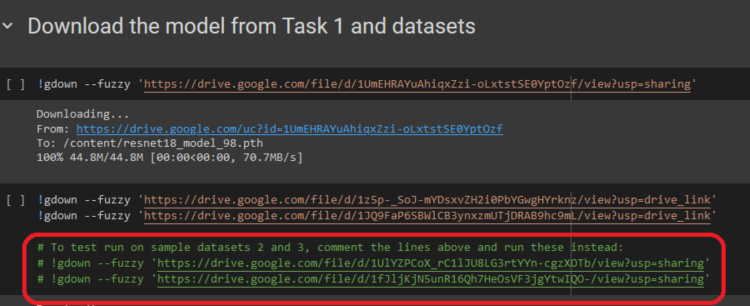 Download the model from Task 1 and datasets
[ ] !gdown --fuzzy 'https://drive.google.com/file/d/1UmEHRAYuAhiqxZzi-oLxtstSE0YptOzf/view?usp=sharing'
Downloading...
From: https://drive.google.com/uc?id=1UmEHRAYuAhiqxZzi-oLxtstSE0YptOzf
To: /content/resnet18_model_98.pth
100% 44.8M/44.8M [00:00<00:00, 70.7MB/s]
[ ] !gdown --fuzzy 'https://drive.google.com/file/d/1z5p-_SoJ-mYDsxvZH2i0PbYGwgHYrknz/view?usp=drive_link'
!gdown --fuzzy 'https://drive.google.com/file/d/1JQ9FaP6SBWlCB3ynxzmUTjDRAB9hc9mL/view?usp=drive_link'
# To test run on sample datasets 2 and 3, comment the lines above and run these instead:
# !gdown --fuzzy 'https://drive.google.com/file/d/1UlYZPCoX_rC1lJU8LG3rtYYn-cgzXOTb/view?usp=sharing'
# !gdown --fuzzy 'https://drive.google.com/file/d/1fJljKjN5unR16Qh7HeOsVF3jgYtwIQO-/view?usp=sharing'